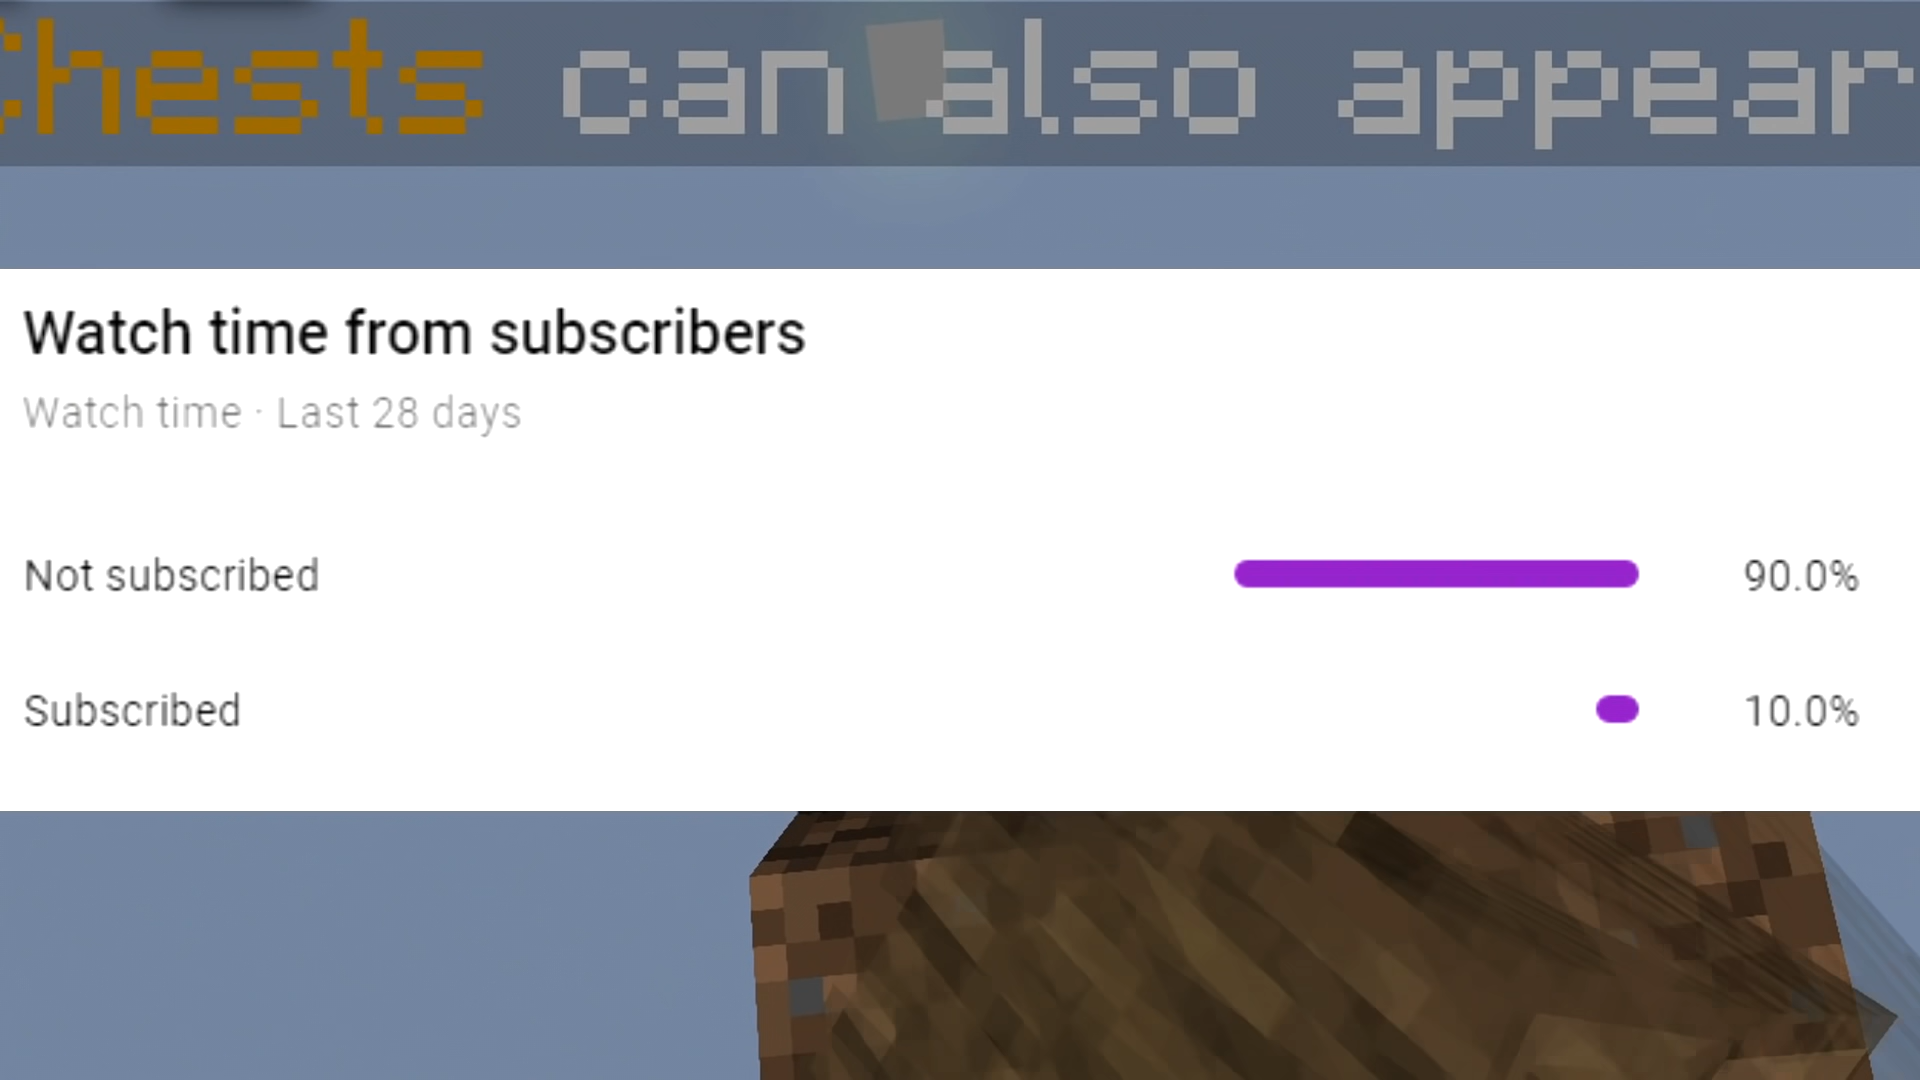 Chests can also appear
Watch time from subscribers
Watch time · Last 28 days
Not subscribed 90.0%
Subscribed 10.0%